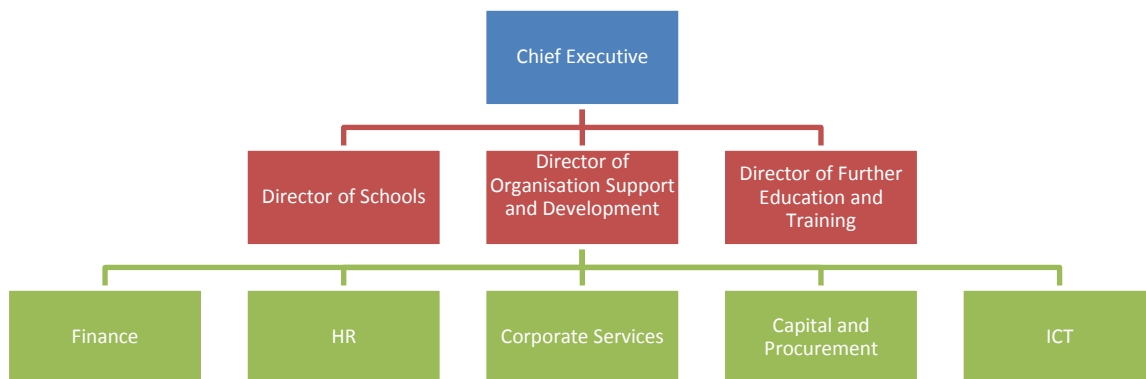 Chief Executive
Director of Schools
Director of
Organisation Support
and Development
Director of Further
Education and
Training
Finance
HR
Corporate Services
Capital and
Procurement
ICT